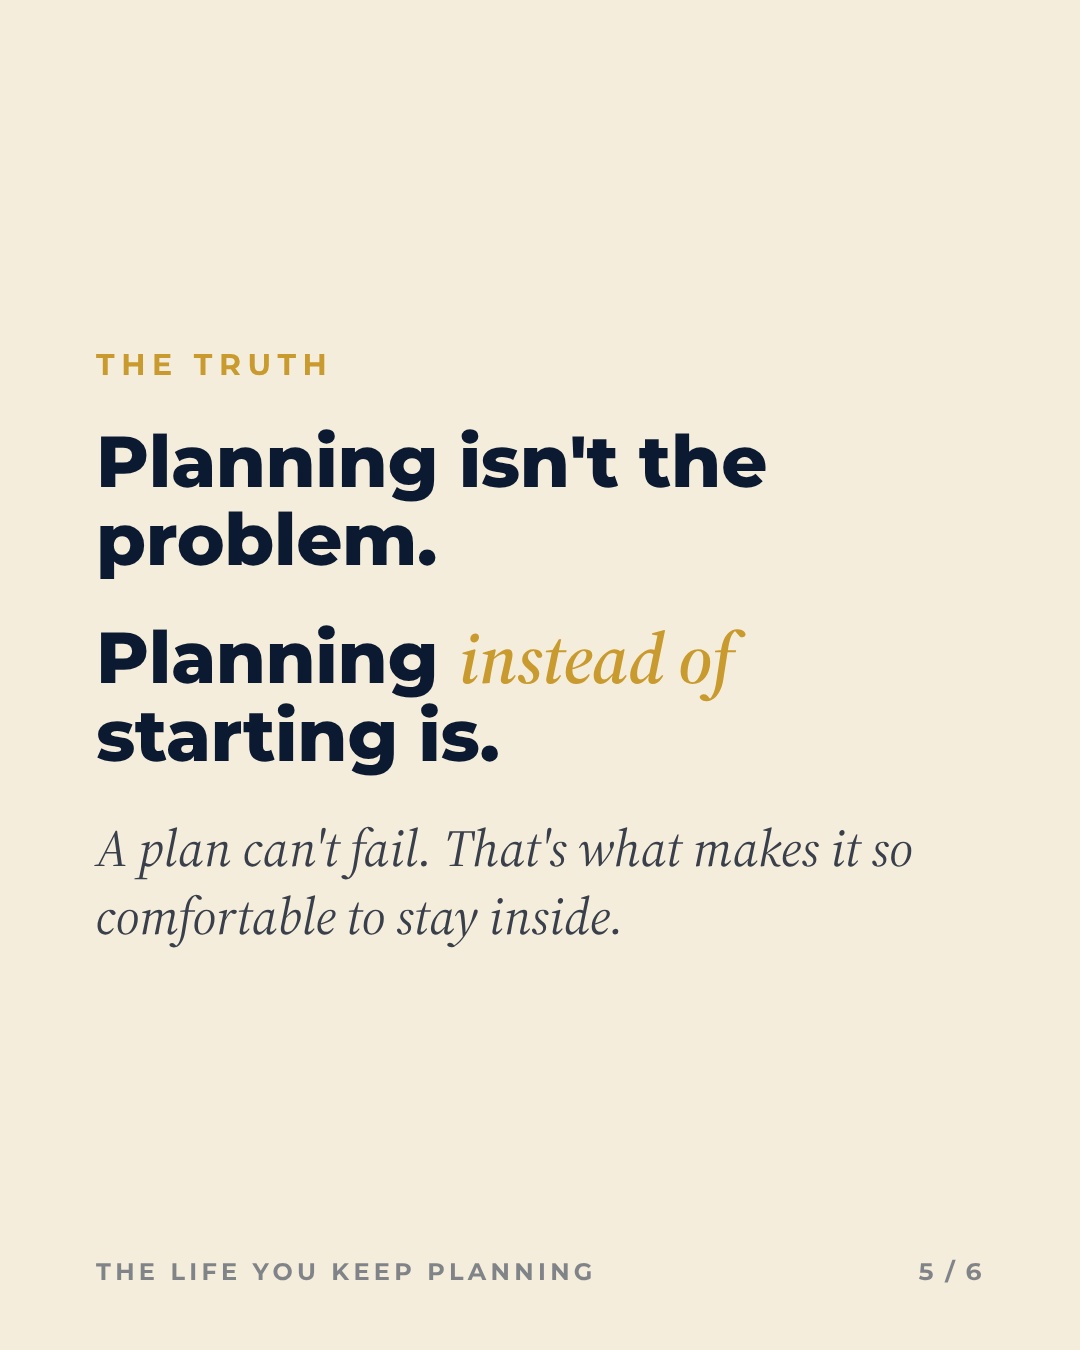 THE TRUTH
Planning isn't the
problem.
Planning instead of
starting is.
A plan can't fail. That's what makes it so
comfortable to stay inside.
THE LIFE YOU KEEP PLANNING
5 / 6